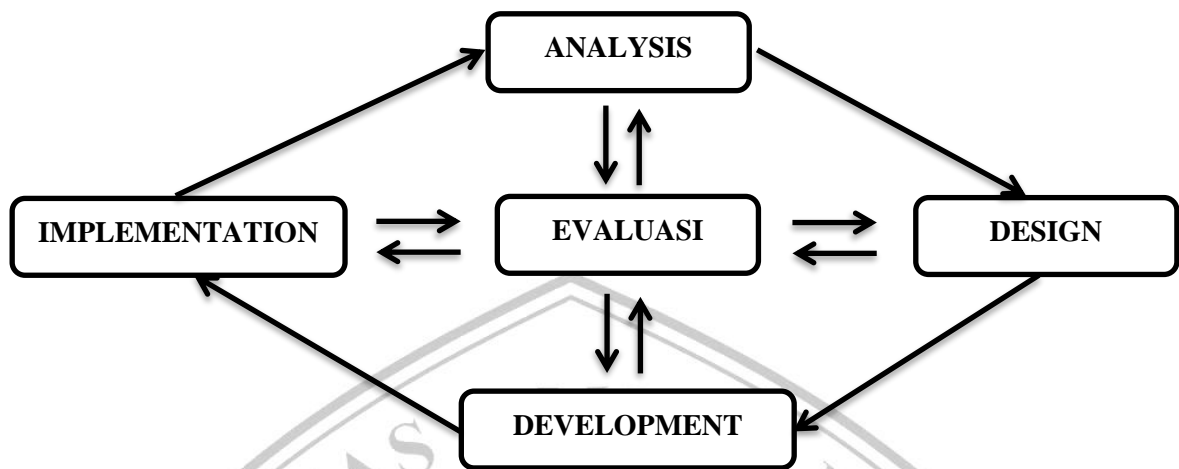 ANALYSIS
IMPLEMENTATION
EVALUASI
DESIGN
DEVELOPMENT